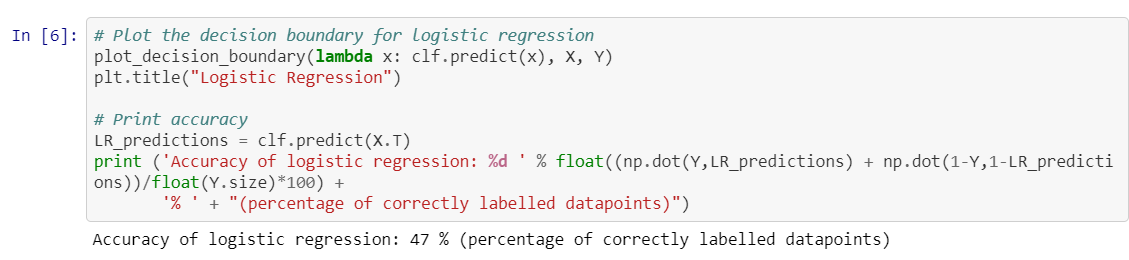 In [6]: # Plot the decision boundary for logistic regression
plot_decision_boundary(lambda x: clf.predict(x), X, Y)
plt.title("Logistic Regression")
# Print accuracy
LR_predictions = clf.predict(X.T)
print ('Accuracy of logistic regression: %d ' % float((np.dot(Y,LR_predictions) + np.dot(1-Y,1-LR_predicti
ons))/float(Y.size)*100) +
       '% ' + "(percentage of correctly labelled datapoints)")
Accuracy of logistic regression: 47 % (percentage of correctly labelled datapoints)